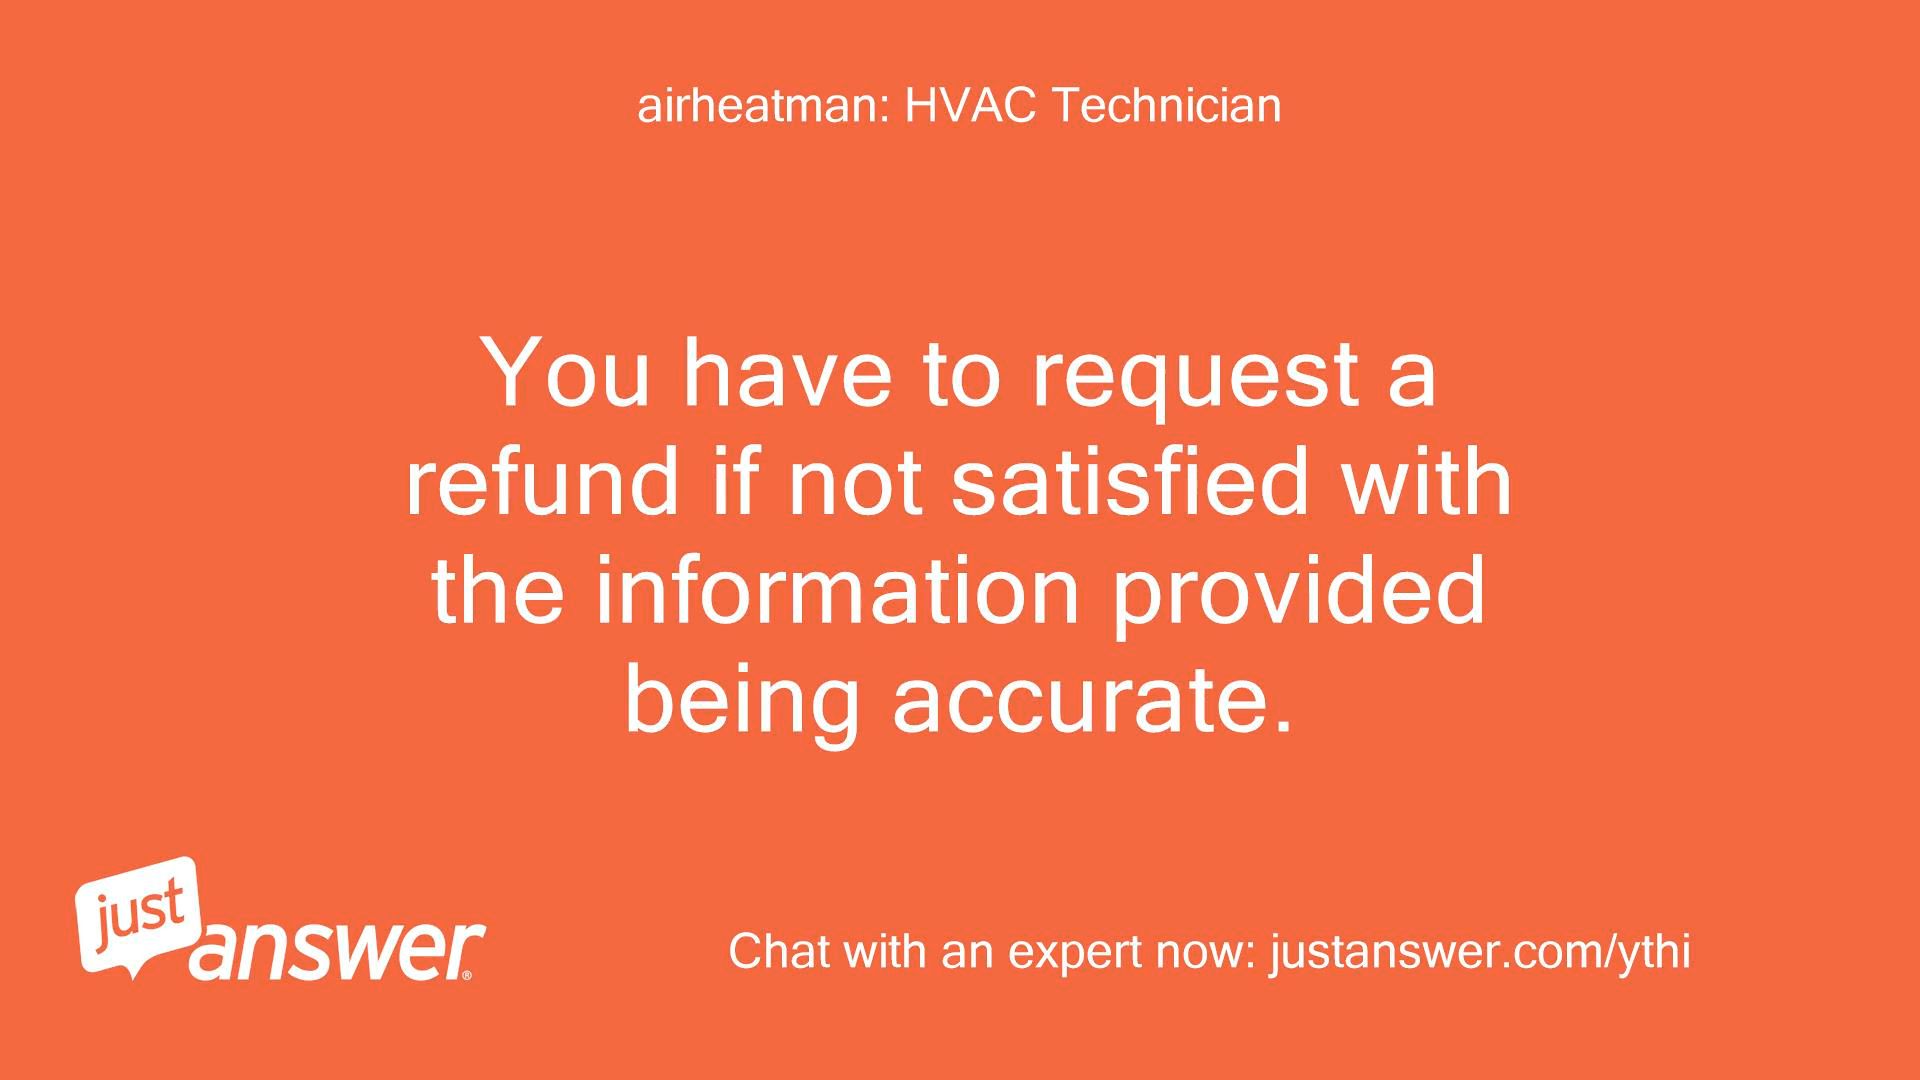 airheatman: HVAC Technician
You have to request a
refund if not satisfied with
the information provided
being accurate.
just
answer®
Chat with an expert now: justanswer.com/ythi